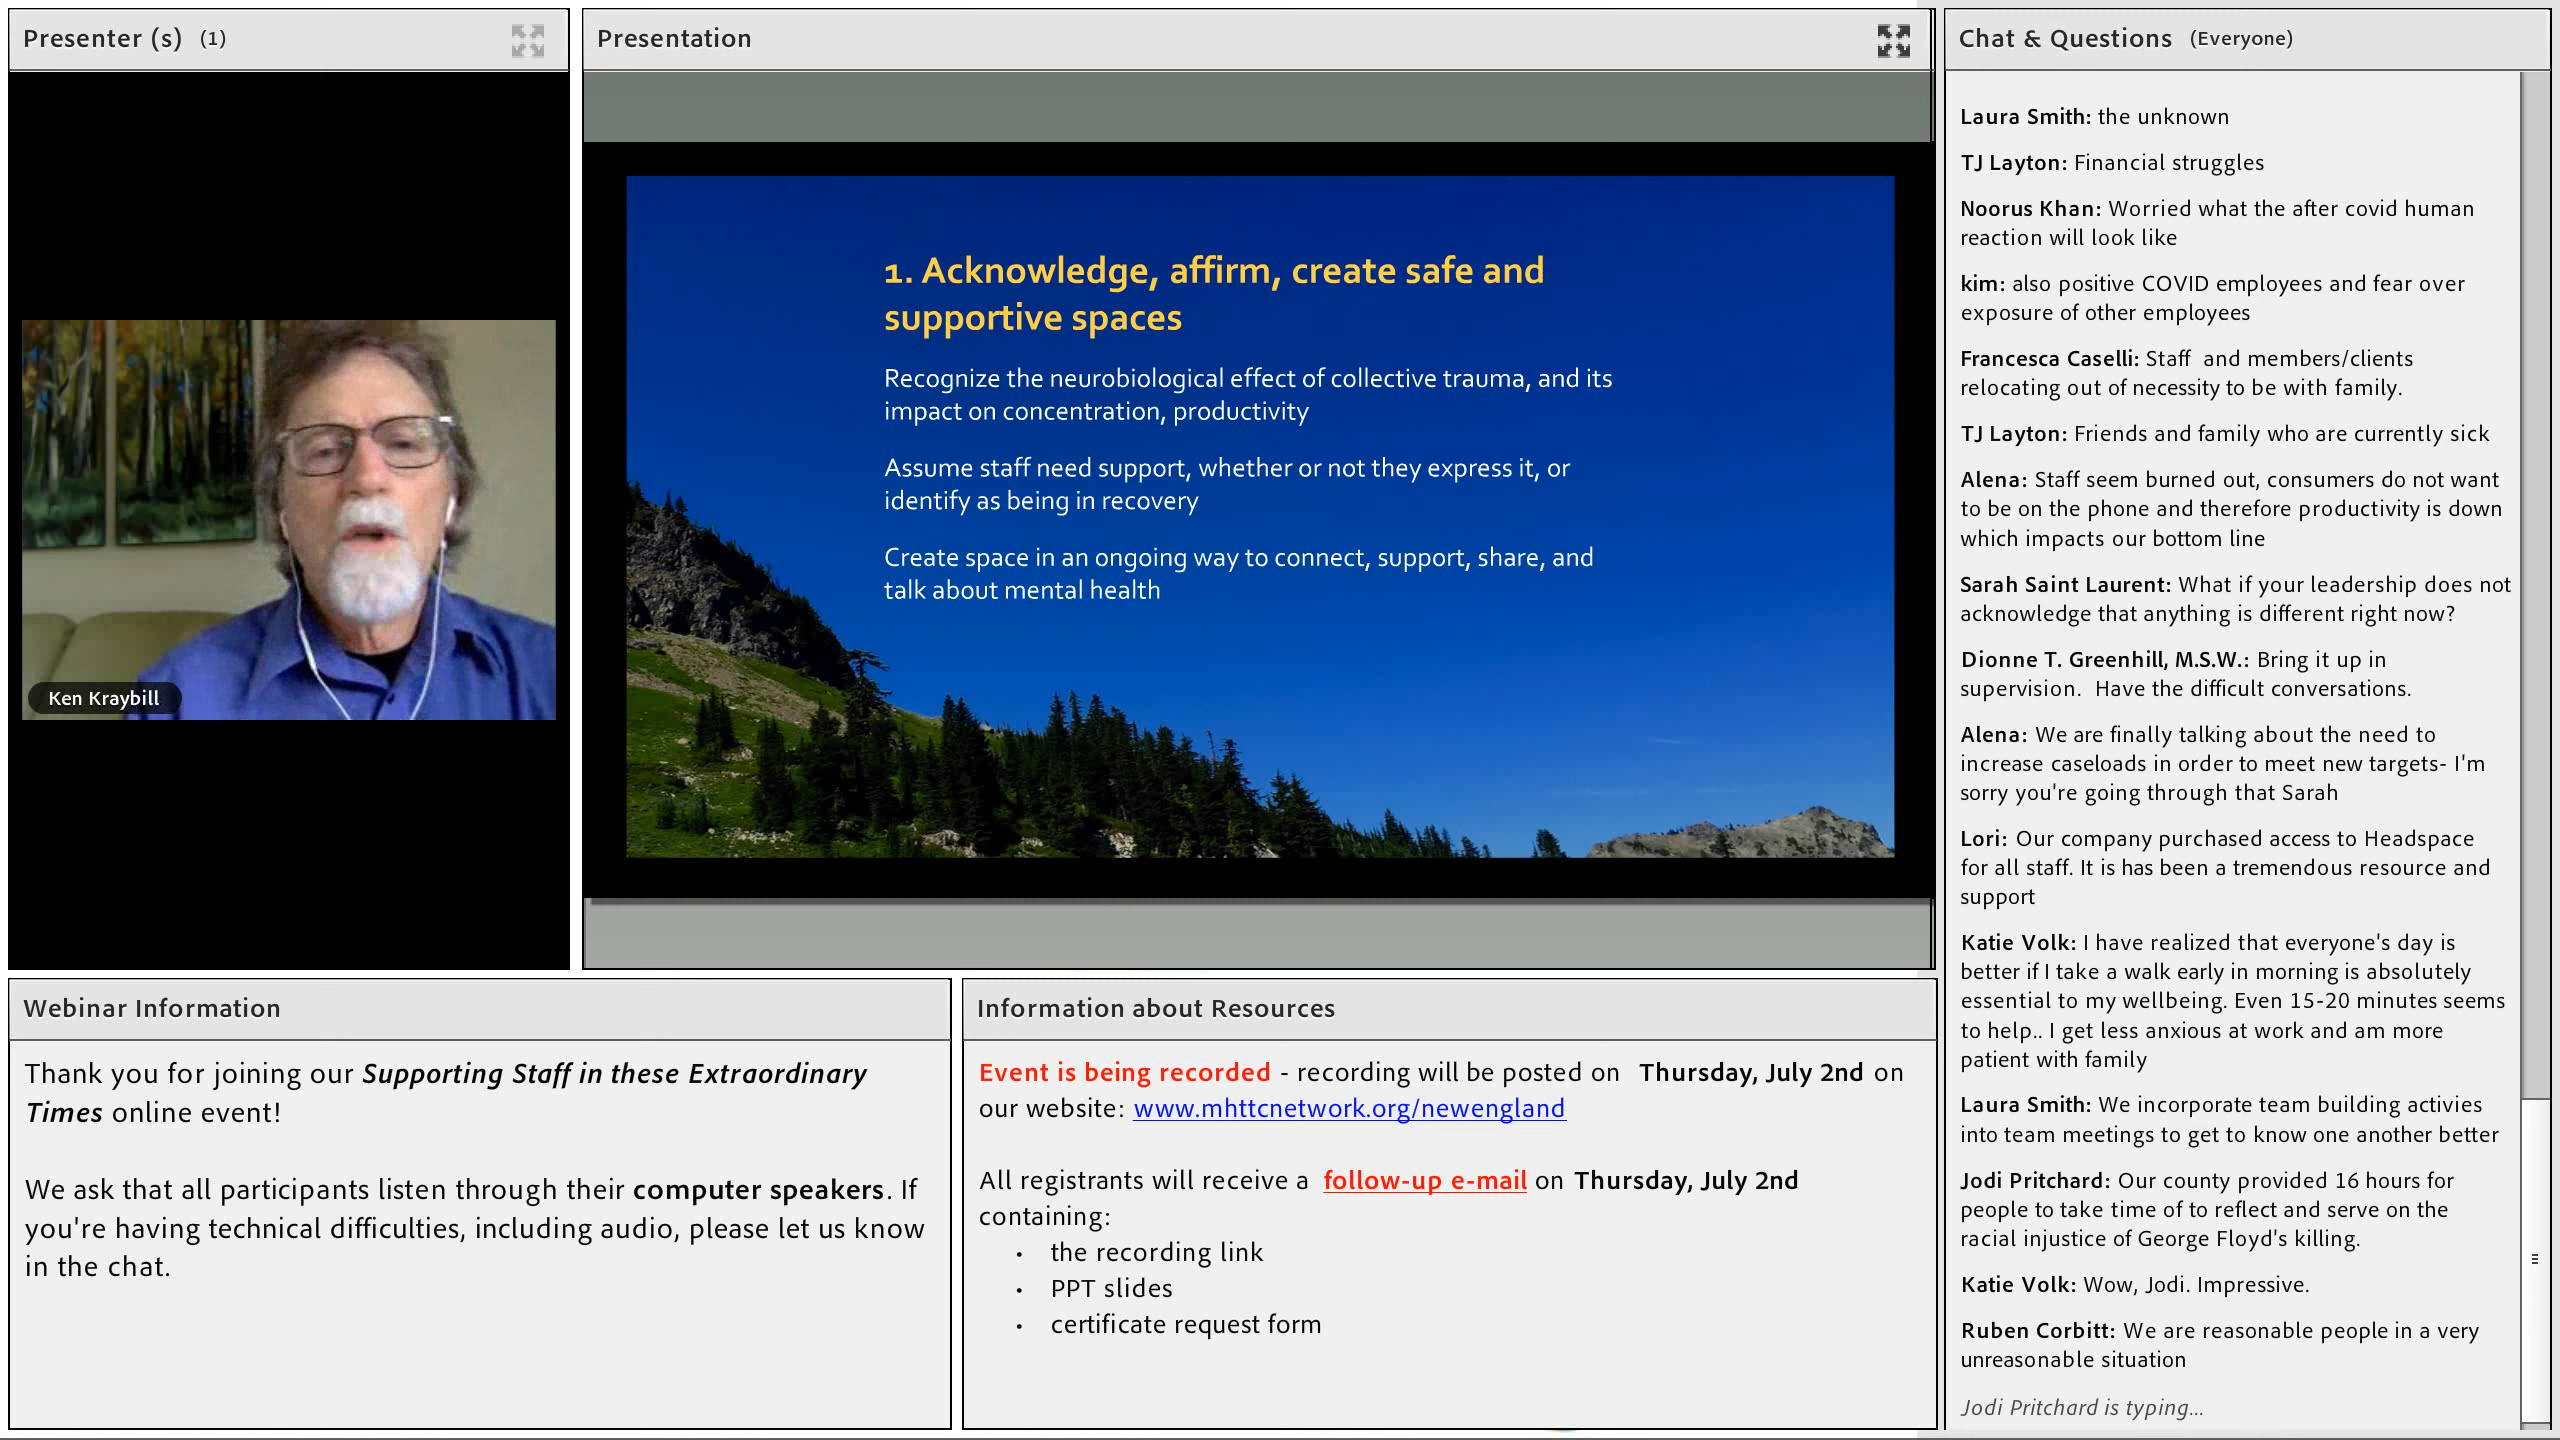 Presenter (s) (1)
Ken Kraybill
Presentation
1. Acknowledge, affirm, create safe and
supportive spaces
Recognize the neurobiological effect of collective trauma, and its
impact on concentration, productivity
Assume staff need support, whether or not they express it, or
identify as being in recovery
Create space in an ongoing way to connect, support, share, and
talk about mental health
Webinar Information
Thank you for joining our Supporting Staff in these Extraordinary
Times online event!
We ask that all participants listen through their computer speakers. If
you're having technical difficulties, including audio, please let us know
in the chat.
Information about Resources
Event is being recorded - recording will be posted on Thursday, July 2nd on
our website: www.mhttcnetwork.org/newengland
All registrants will receive a follow-up e-mail on Thursday, July 2nd
containing:
• the recording link
• PPT slides
• certificate request form
Chat & Questions (Everyone)
Laura Smith: the unknown
TJ Layton: Financial struggles
Noorus Khan: Worried what the after covid human
reaction will look like
kim: also positive COVID employees and fear over
exposure of other employees
Francesca Caselli: Staff and members/clients
relocating out of necessity to be with family.
TJ Layton: Friends and family who are currently sick
Alena: Staff seem burned out, consumers do not want
to be on the phone and therefore productivity is down
which impacts our bottom line
Sarah Saint Laurent: What if your leadership does not
acknowledge that anything is different right now?
Dionne T. Greenhill, M.S.W.: Bring it up in
supervision. Have the difficult conversations.
Alena: We are finally talking about the need to
increase caseloads in order to meet new targets- I'm
sorry you're going through that Sarah
Lori: Our company purchased access to Headspace
for all staff. It is has been a tremendous resource and
support
Katie Volk: I have realized that everyone's day is
better if I take a walk early in morning is absolutely
essential to my wellbeing. Even 15-20 minutes seems
to help.. I get less anxious at work and am more
patient with family
Laura Smith: We incorporate team building activies
into team meetings to get to know one another better
Jodi Pritchard: Our county provided 16 hours for
people to take time of to reflect and serve on the
racial injustice of George Floyd's killing.
Katie Volk: Wow, Jodi. Impressive.
Ruben Corbitt: We are reasonable people in a very
unreasonable situation
Jodi Pritchard is typing...